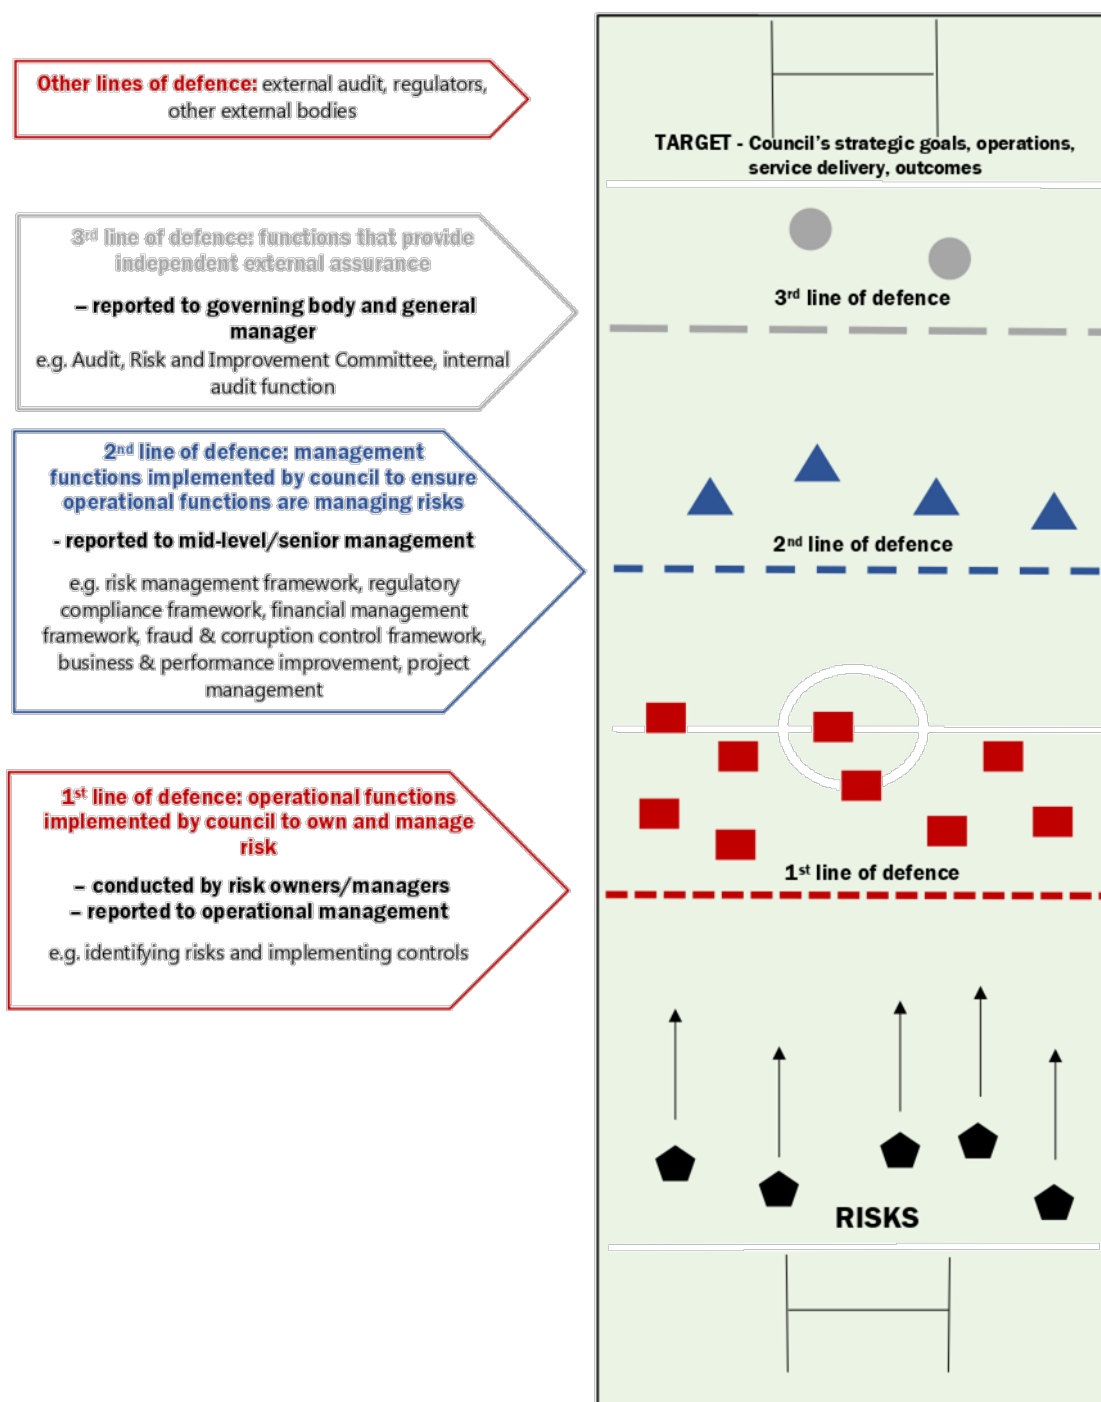 Other lines of defence: external audit, regulators,
other external bodies
3rd line of defence: functions that provide
independent external assurance
– reported to governing body and general
manager
e.g. Audit, Risk and Improvement Committee, internal
audit function
2nd line of defence: management
functions implemented by council to ensure
operational functions are managing risks
- reported to mid-level/senior management
e.g. risk management framework, regulatory
compliance framework, financial management
framework, fraud & corruption control framework,
business & performance improvement, project
management
1st line of defence: operational functions
implemented by council to own and manage
risk
– conducted by risk owners/managers
– reported to operational management
e.g. identifying risks and implementing controls
TARGET - Council's strategic goals, operations,
service delivery, outcomes
3rd line of defence
2nd line of defence
1st line of defence
RISKS